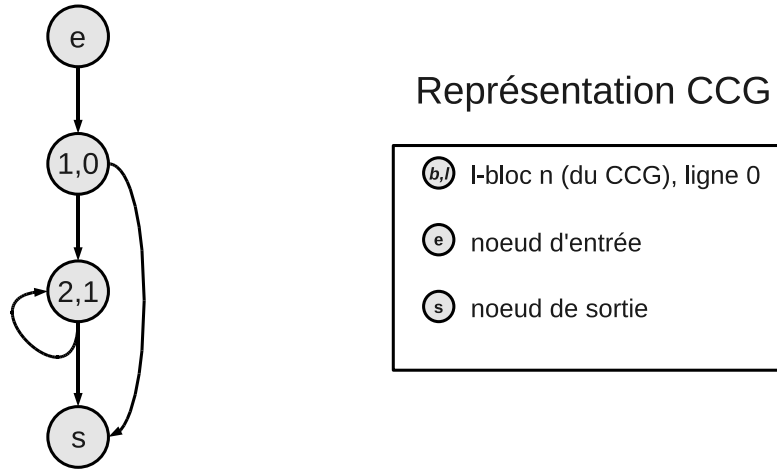 e
1,0
2,1
s
Représentation CCG
b,l l-bloc n (du CCG), ligne 0
e noeud d'entrée
s noeud de sortie